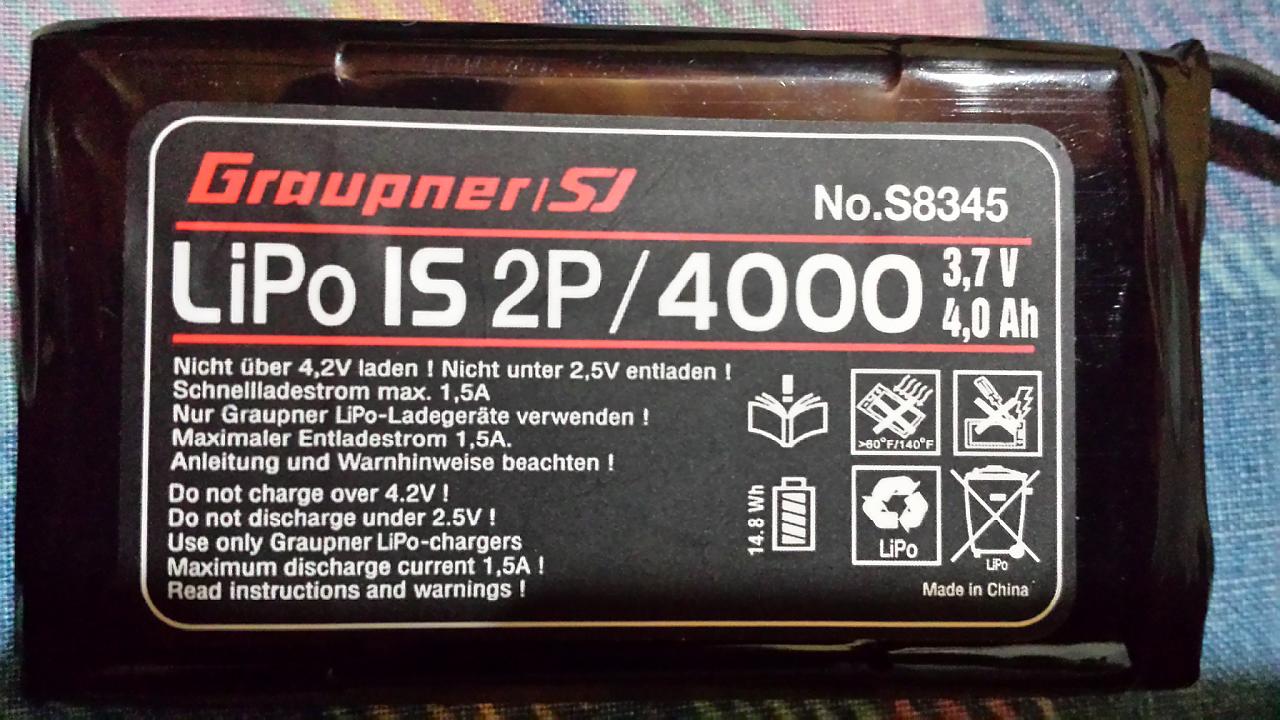 Graupner/SJ
No.S8345
LiPo 1S 2P/4000
3,7 V
4,0 Ah
Nicht über 4,2V laden ! Nicht unter 2,5V entladen !
Schnellladestrom max. 1,5A
Nur Graupner LiPo-Ladegeräte verwenden !
Maximaler Entladestrom 1,5A.
Anleitung und Warnhinweise beachten !
Do not charge over 4.2V !
Do not discharge under 2.5V !
Use only Graupner LiPo-chargers
Maximum discharge current 1,5A !
Read instructions and warnings !
!
>60°F/140°F
14.8 Wh
LiPo
LiPo
Made in China